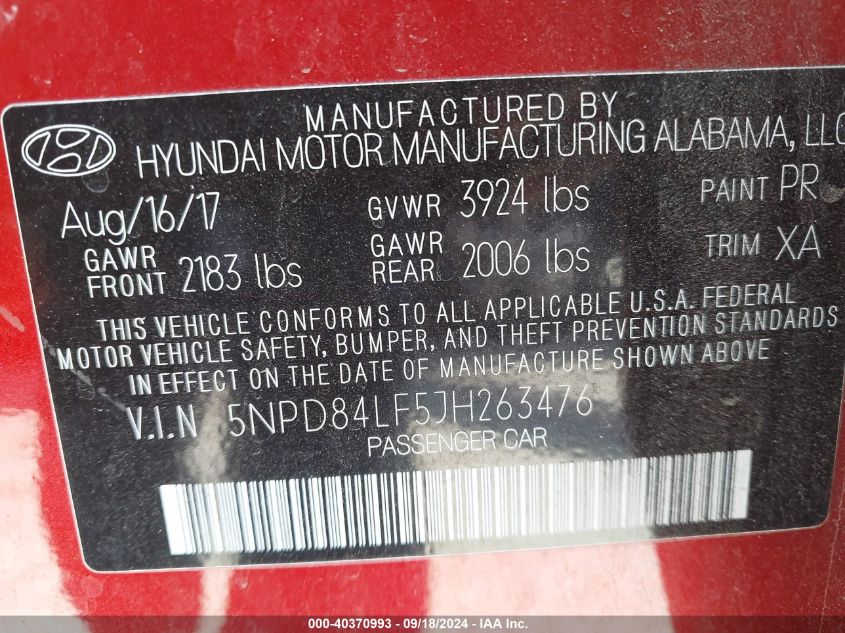 MANUFACTURED BY
HYUNDAI MOTOR MANUFACTURING ALABAMA, LLC
Aug/16/17 GVWR 3924 lbs PAINT PR
GAWR FRONT 2183 lbs GAWR REAR 2006 lbs TRIM XA
THIS VEHICLE CONFORMS TO ALL APPLICABLE U.S.A. FEDERAL
MOTOR VEHICLE SAFETY, BUMPER, AND THEFT PREVENTION STANDARDS
IN EFFECT ON THE DATE OF MANUFACTURE SHOWN ABOVE
V.I.N 5NPD84LF5JH263476
PASSENGER CAR
000-40370993 - 09/18/2024 - IAA Inc.